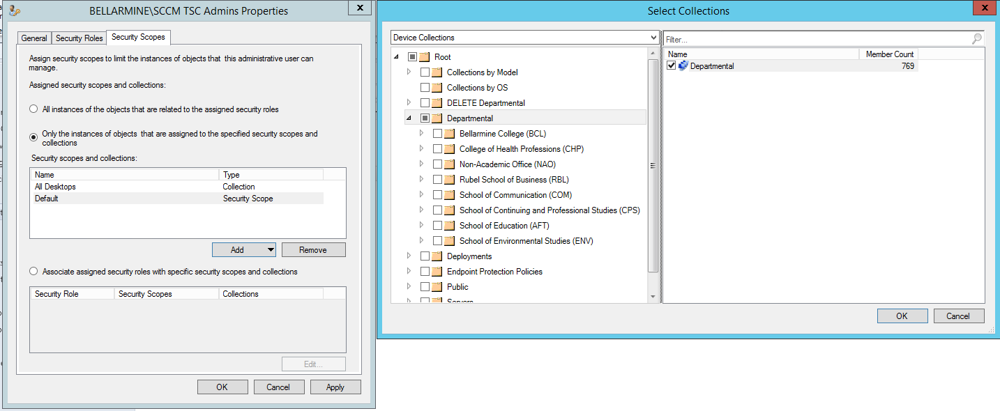 BELLARMINE\SCCM TSC Admins Properties
General Security Roles Security Scopes
Assign security scopes to limit the instances of objects that this administrative user can
manage.
Assigned security scopes and collections:
All instances of the objects that are related to the assigned security roles
Only the instances of objects that are assigned to the specified security scopes and
collections
Security scopes and collections:
Name Type
All Desktops Collection
Default Security Scope
Add Remove
Associate assigned security roles with specific security scopes and collections
Security Role Security Scopes Collections
Edit...
OK Cancel Apply
Select Collections
Device Collections
Root
Collections by Model
Collections by OS
DELETE Departmental
Departmental
Bellarmine College (BCL)
College of Health Professions (CHP)
Non-Academic Office (NAO)
Rubel School of Business (RBL)
School of Communication (COM)
School of Continuing and Professional Studies (CPS)
School of Education (AFT)
School of Environmental Studies (ENV)
Deployments
Endpoint Protection Policies
Public
Servers
Filter...
Name Member Count
Departmental 769
OK Cancel